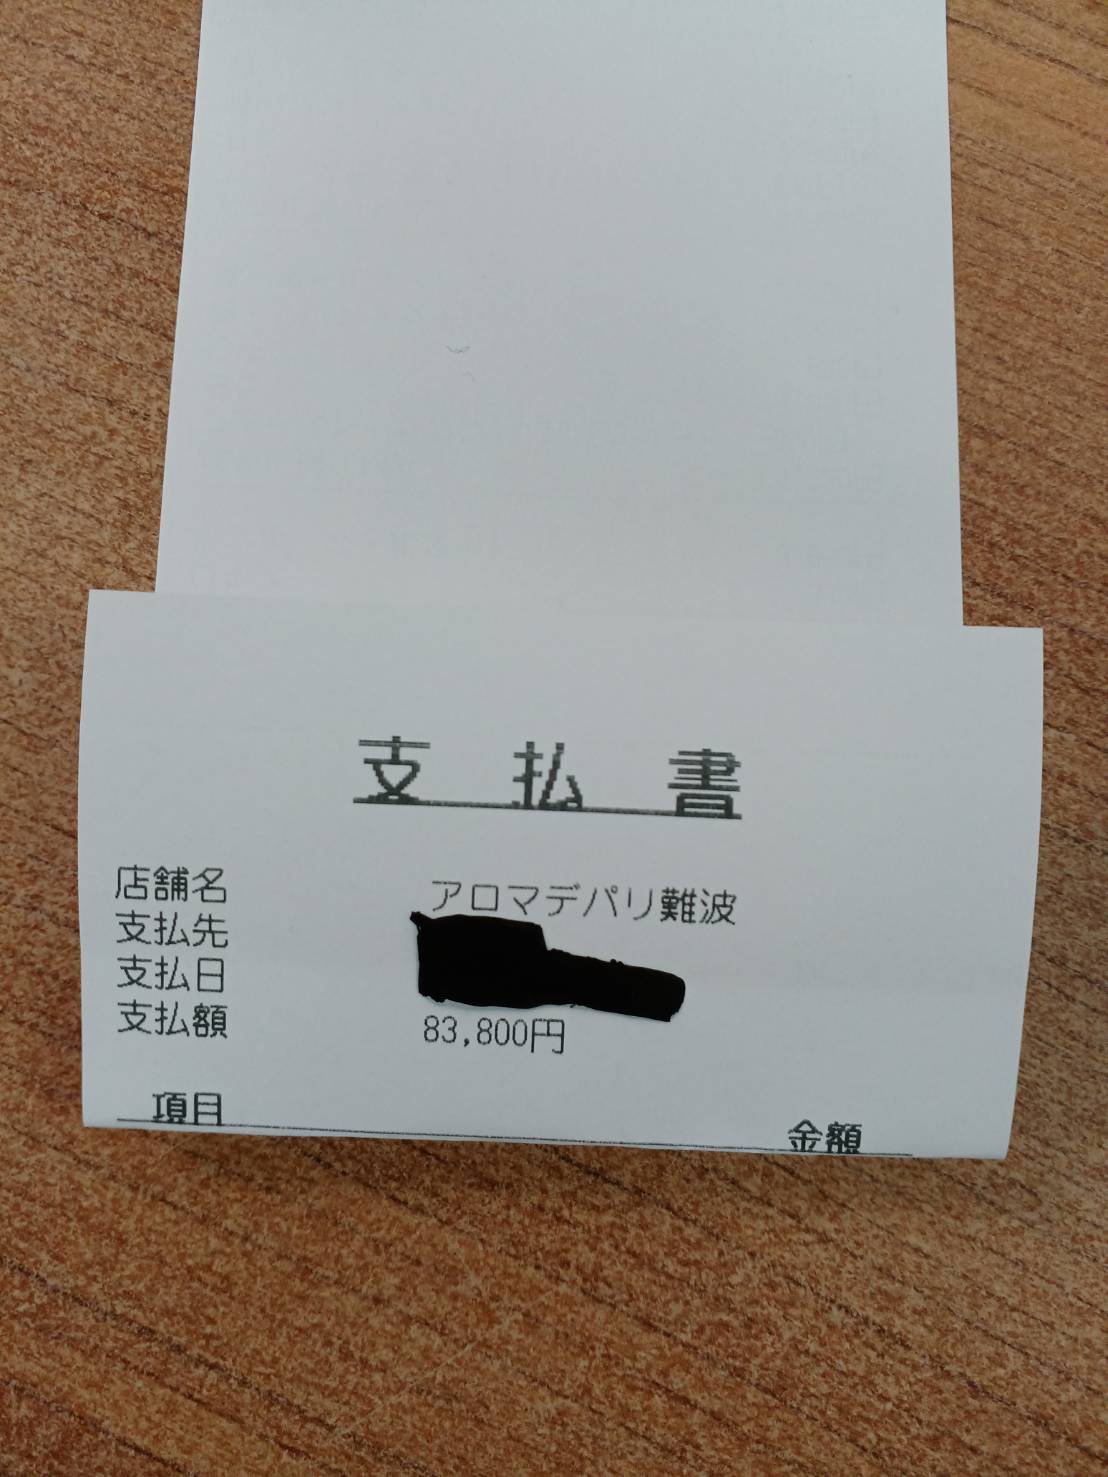 支払書
店舗名 アロマデパリ難波
支払先
支払日
支払額 83,800円
項目 金額